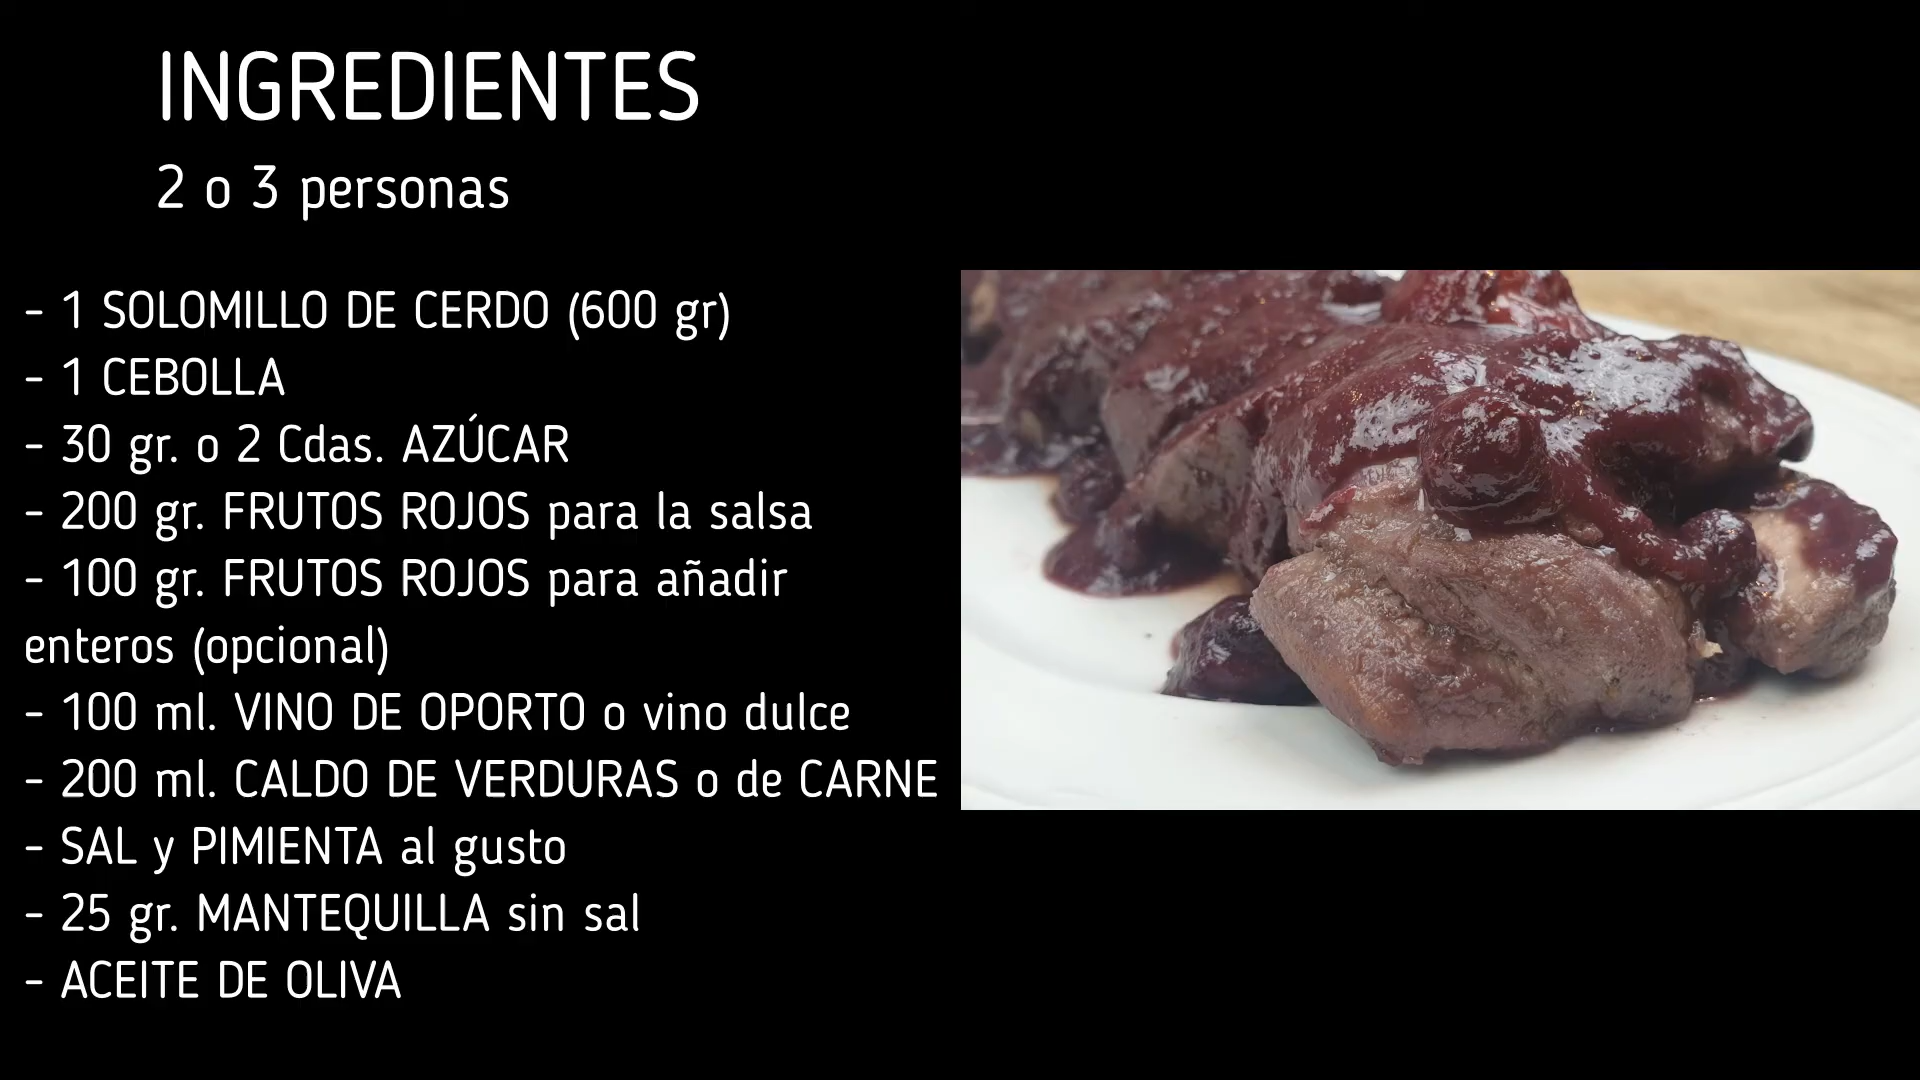 INGREDIENTES
2 o 3 personas
- 1 SOLOMILLO DE CERDO (600 gr)
- 1 CEBOLLA
- 30 gr. o 2 Cdas. AZÚCAR
- 200 gr. FRUTOS ROJOS para la salsa
- 100 gr. FRUTOS ROJOS para añadir
enteros (opcional)
- 100 ml. VINO DE OPORTO o vino dulce
- 200 ml. CALDO DE VERDURAS o de CARNE
- SAL y PIMIENTA al gusto
- 25 gr. MANTEQUILLA sin sal
- ACEITE DE OLIVA